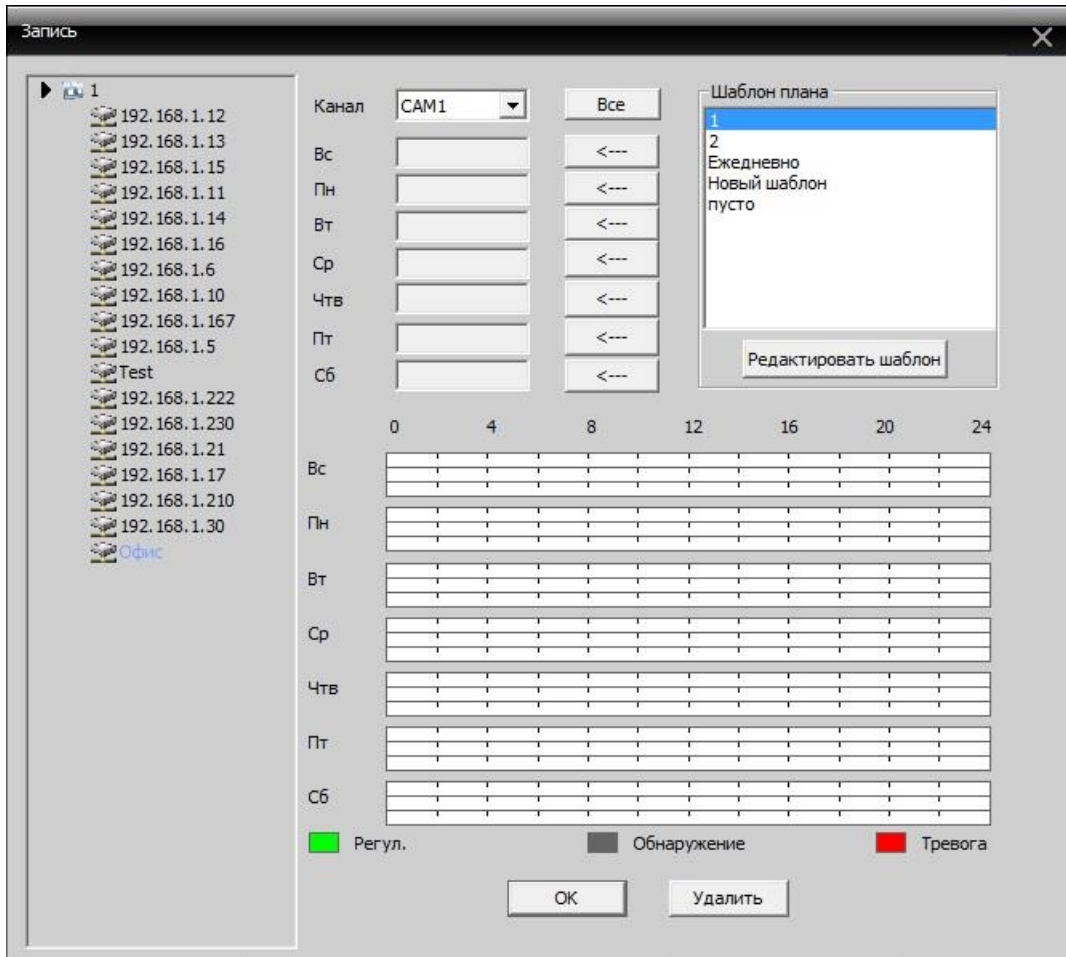 Запись
1
192.168.1.12
192.168.1.13
192.168.1.15
192.168.1.11
192.168.1.14
192.168.1.16
192.168.1.6
192.168.1.10
192.168.1.167
192.168.1.5
Test
192.168.1.222
192.168.1.230
192.168.1.21
192.168.1.17
192.168.1.210
192.168.1.30
Офис
Канал CAM1 Все
Вс <---
Пн <---
Вт <---
Ср <---
Чтв <---
Пт <---
Сб <---
Шаблон плана
1
2
Ежедневно
Новый шаблон
пусто
Редактировать шаблон
0 4 8 12 16 20 24
Вс
Пн
Вт
Ср
Чтв
Пт
Сб
Регул. Обнаружение Тревога
OK Удалить